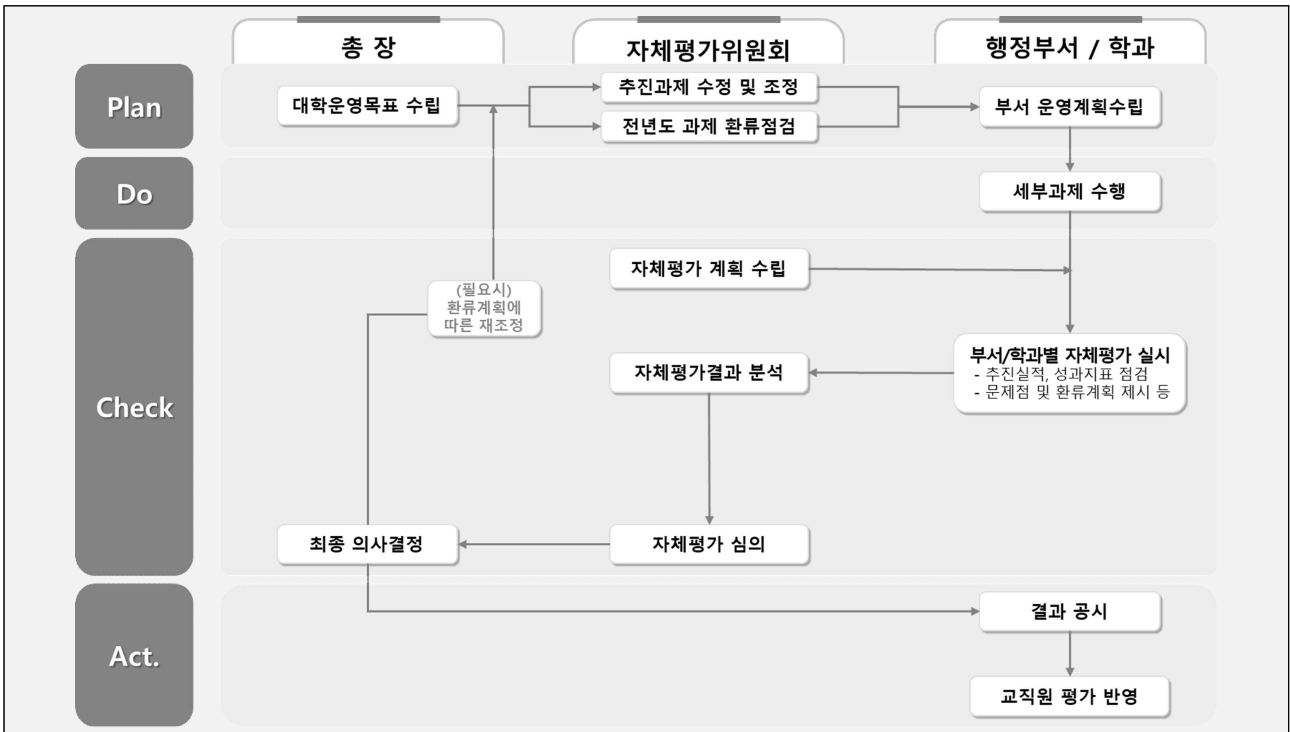 총 장
자체평가위원회
행정부서 / 학과
Plan
대학운영목표 수립
추진과제 수정 및 조정
전년도 과제 환류점검
부서 운영계획수립
Do
세부과제 수행
Check
자체평가 계획 수립
(필요시)
환류계획에
따른 재조정
부서/학과별 자체평가 실시
- 추진실적, 성과지표 점검
- 문제점 및 환류계획 제시 등
자체평가결과 분석
최종 의사결정
자체평가 심의
Act.
결과 공시
교직원 평가 반영